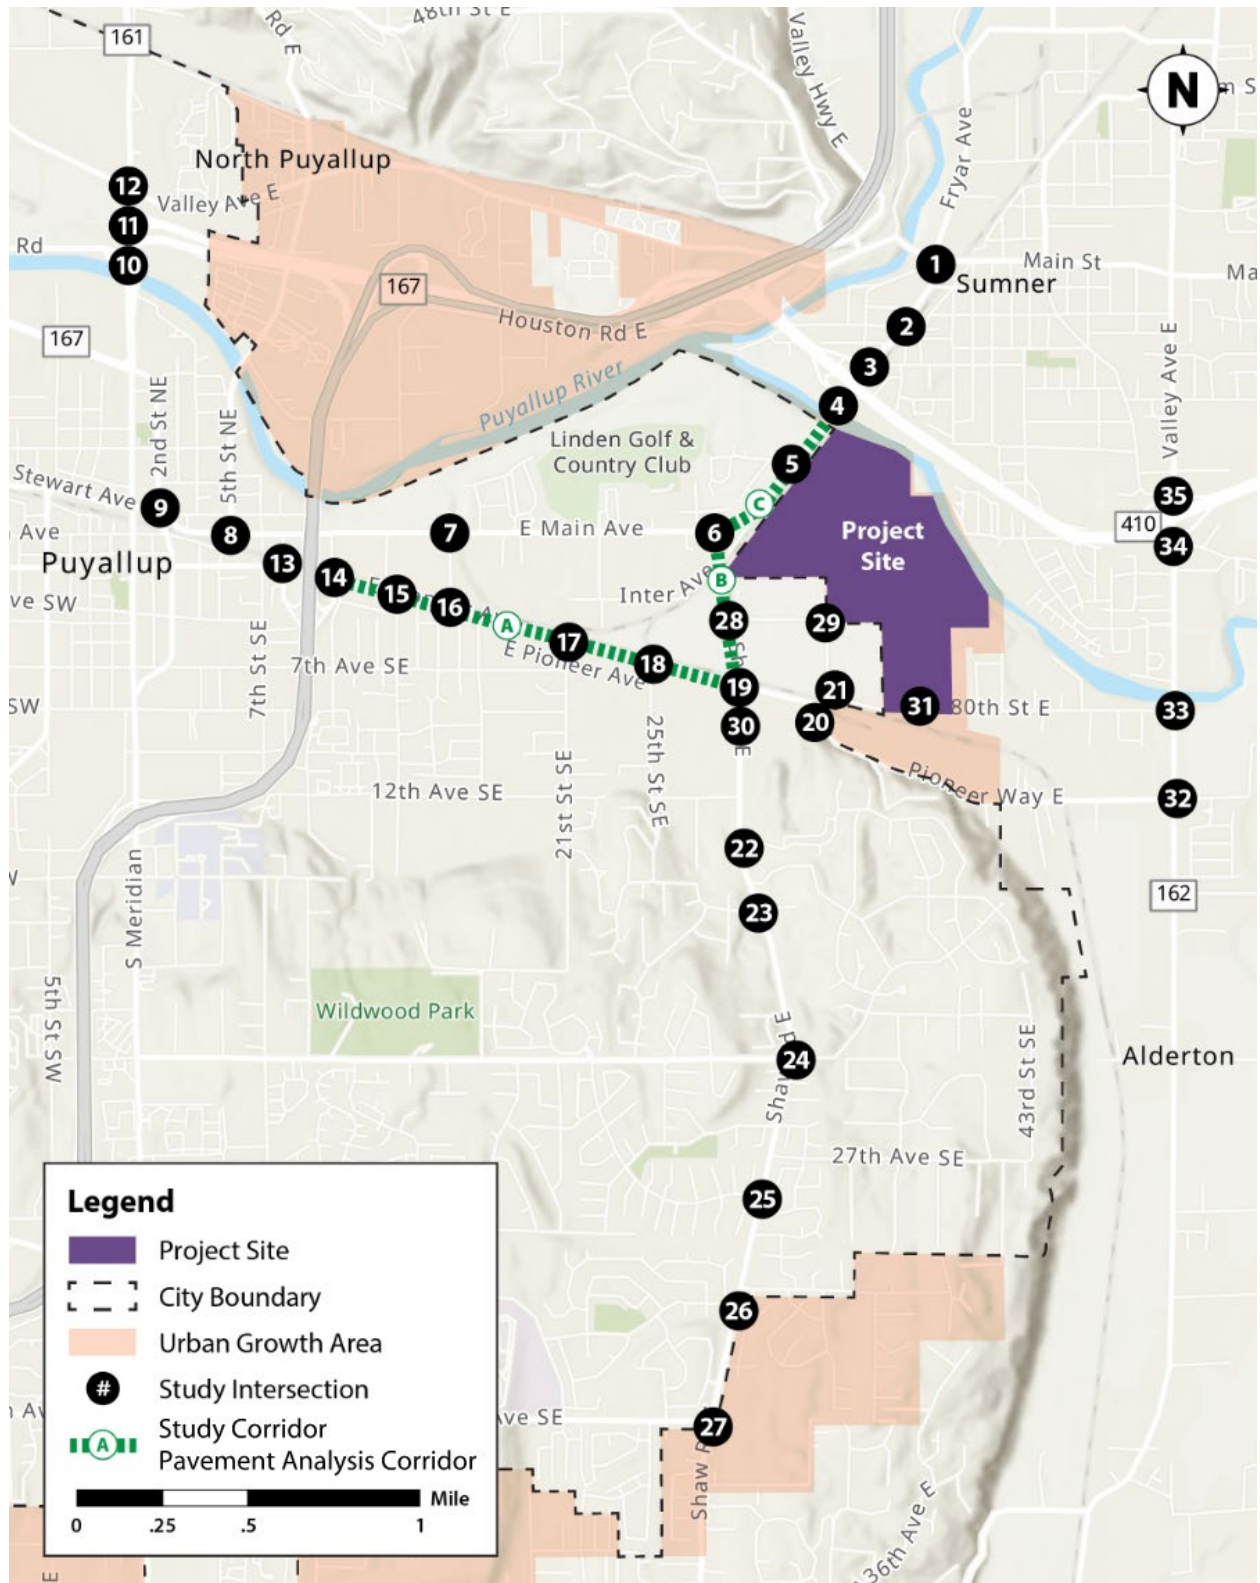 48th St E
161
Rd E
Valley Hwy E
N
m S
Fryar Ave
North Puyallup
12
Valley Ave E
11
Rd
10
1
Main St
Ma
Sumner
167
Houston Rd E
2
167
3
Puyallup River
Valley Ave E
4
2nd St NE
5th St NE
Linden Golf &
Country Club
5
Stewart Ave
9
C
35
8
7
E Main Ave
6
Project
Site
410
34
Ave
Puyallup
13
14
Inter Ave
B
15
16
ve SW
A
28
29
17
E Pioneer Ave
7th St SE
7th Ave SE
18
19
21
SW
31
80th St E
33
30
20
E
25th St SE
21st St SE
12th Ave SE
Pioneer Way E
32
22
S Meridian
162
23
5th St SW
Wildwood Park
Shaw Rd E
24
43rd St SE
Alderton
27th Ave SE
25
26
Ave SE
27
Shaw R
36th Ave E
Legend
Project Site
City Boundary
Urban Growth Area
# Study Intersection
A Study Corridor
Pavement Analysis Corridor
Mile
0 .25 .5 1
E